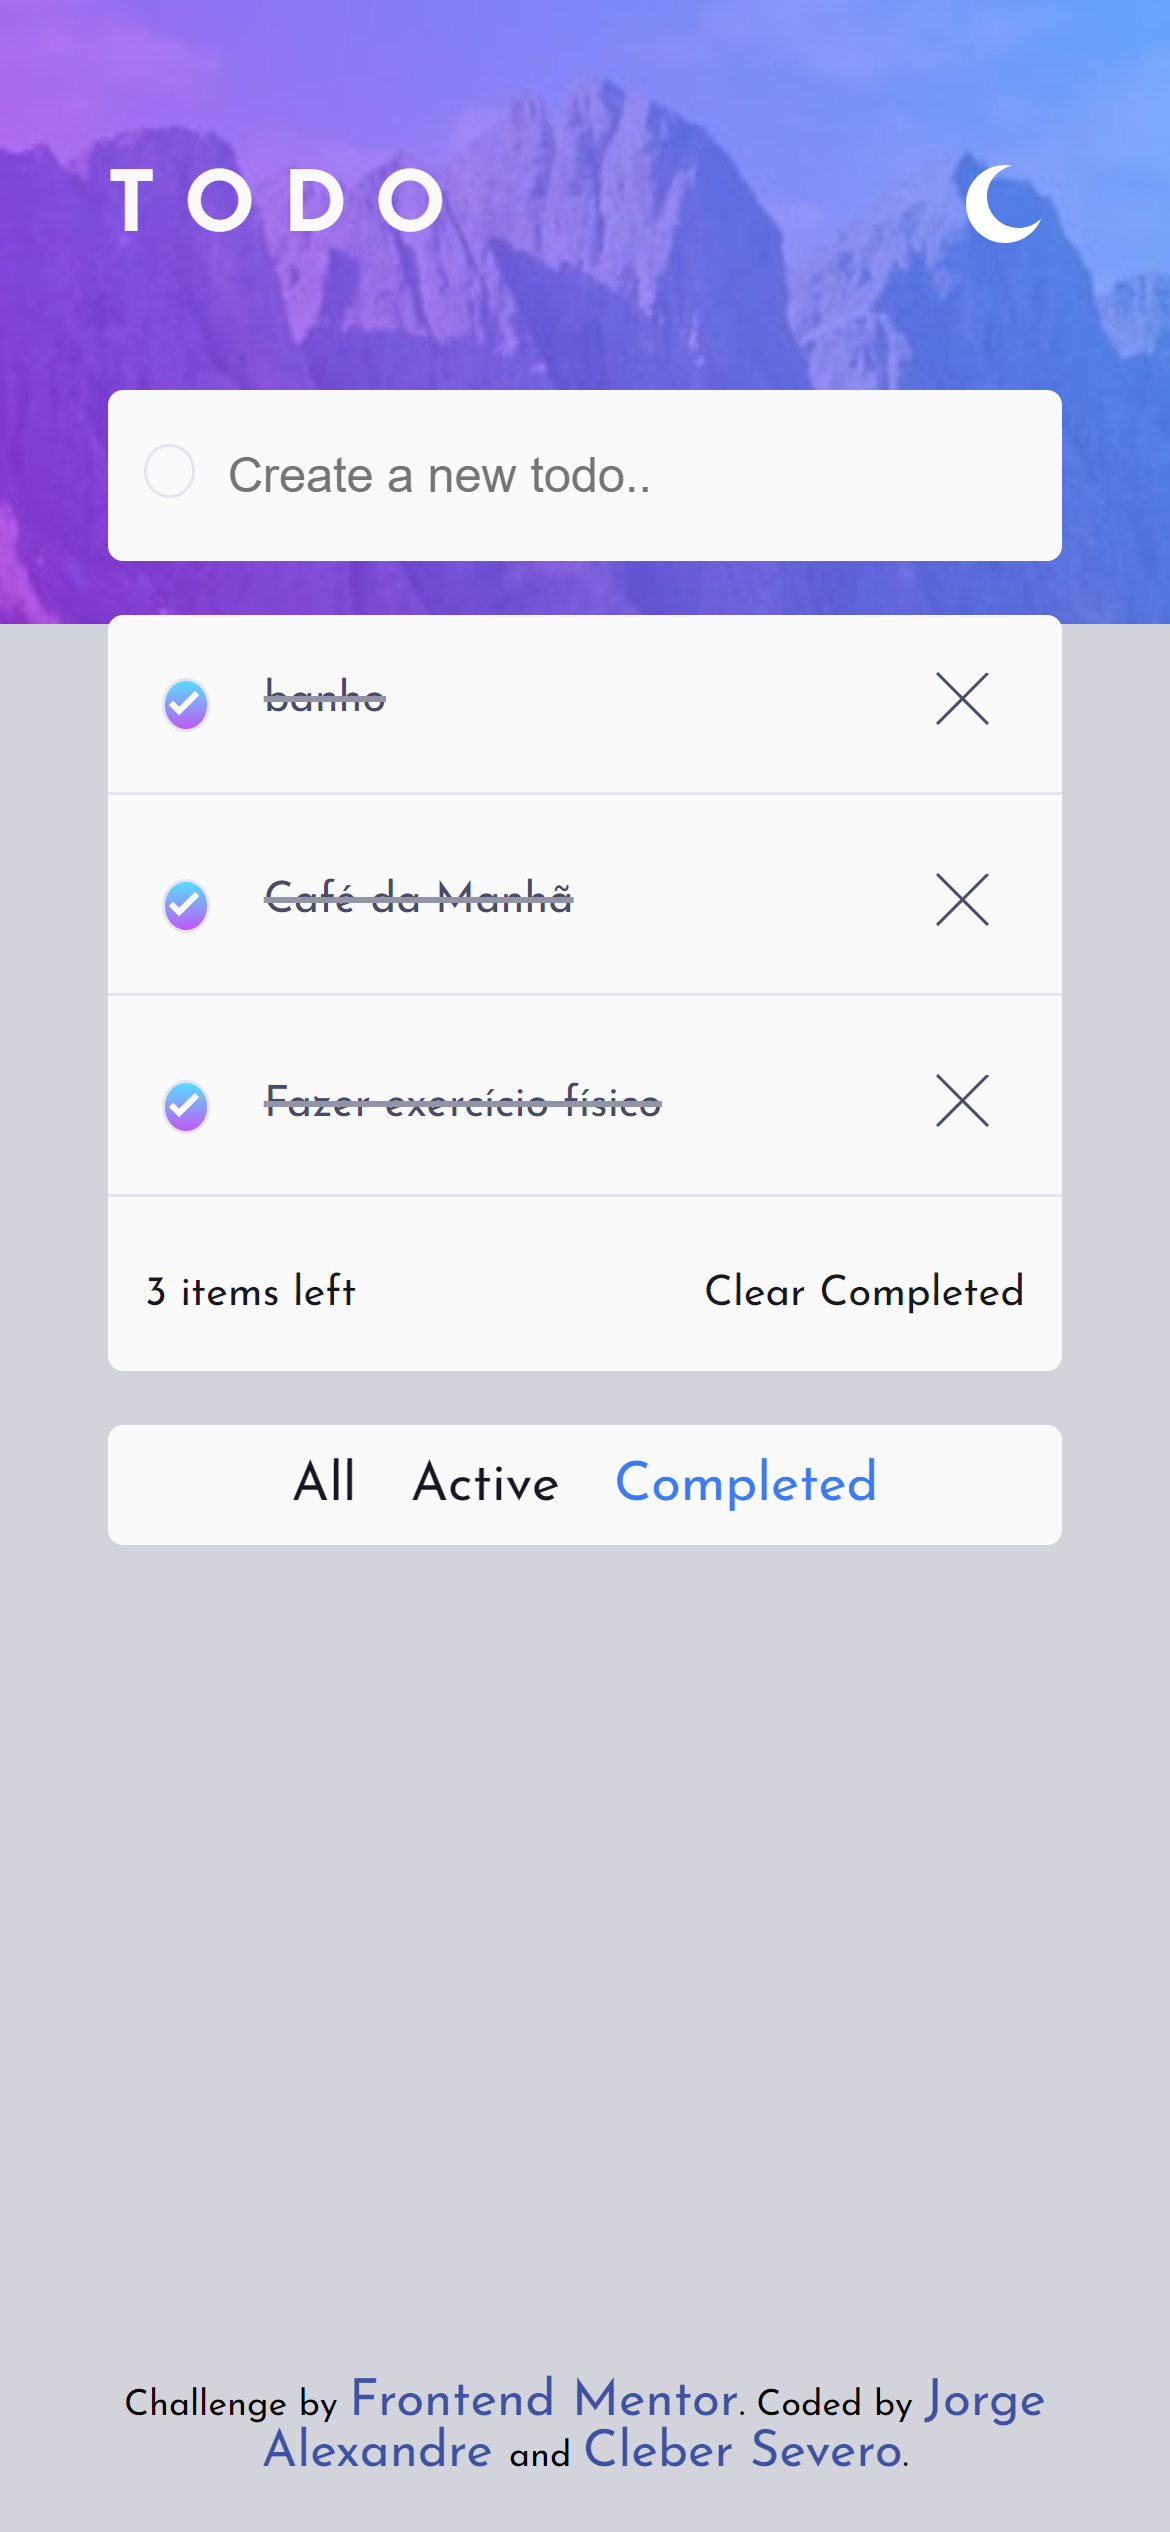 TODO
Create a new todo..
banho
Café da Manhã
Fazer exercício físico
3 items left Clear Completed
All Active Completed
Challenge by Frontend Mentor. Coded by Jorge
Alexandre and Cleber Severo.